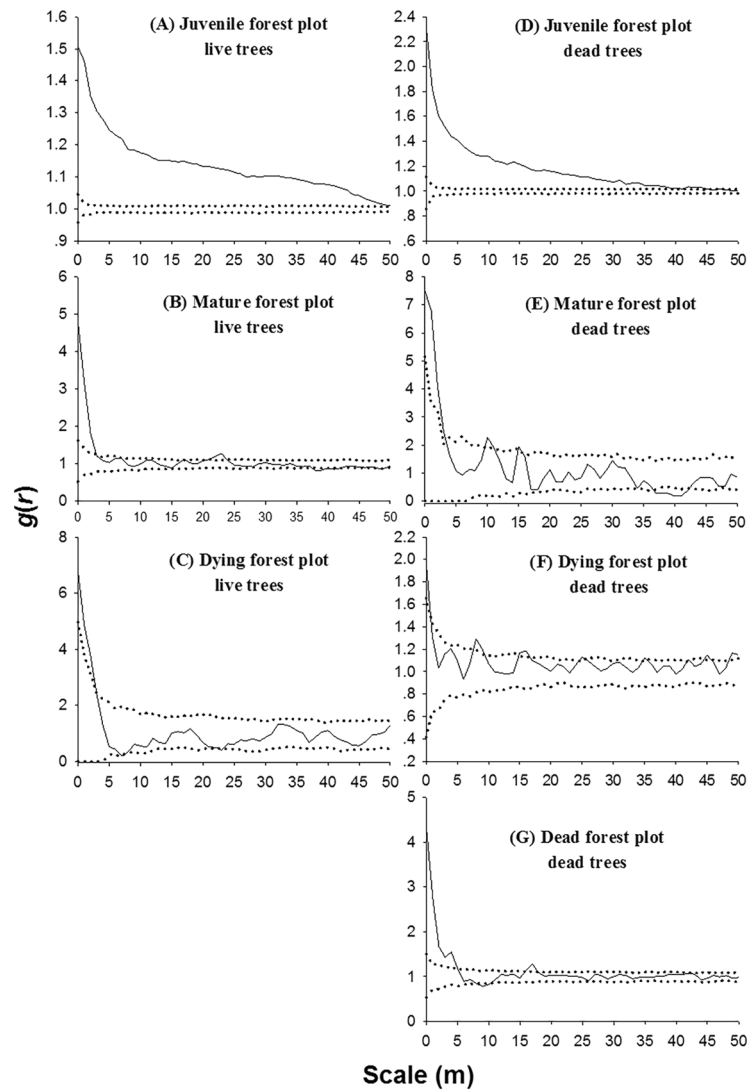 (A) Juvenile forest plot
live trees
1.6
1.5
1.4
1.3
1.2
1.1
1.0
.9
0 5 10 15 20 25 30 35 40 45 50
(D) Juvenile forest plot
dead trees
2.4
2.2
2.0
1.8
1.6
1.4
1.2
1.0
.8
.6
0 5 10 15 20 25 30 35 40 45 50
(B) Mature forest plot
live trees
6
5
4
3
2
1
0
0 5 10 15 20 25 30 35 40 45 50
(E) Mature forest plot
dead trees
8
7
6
5
4
3
2
1
0
0 5 10 15 20 25 30 35 40 45 50
g(r)
(C) Dying forest plot
live trees
8
6
4
2
0
0 5 10 15 20 25 30 35 40 45 50
(F) Dying forest plot
dead trees
2.2
2.0
1.8
1.6
1.4
1.2
1.0
.8
.6
.4
.2
0 5 10 15 20 25 30 35 40 45 50
(G) Dead forest plot
dead trees
5
4
3
2
1
0
0 5 10 15 20 25 30 35 40 45 50
Scale (m)